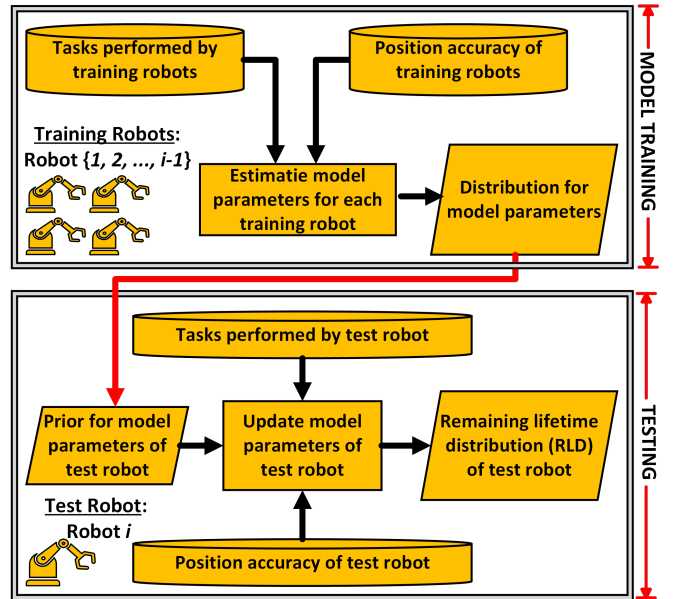 Tasks performed by
training robots
Position accuracy of
training robots
Training Robots:
Robot {1, 2, ..., i-1}
Estimatie model
parameters for each
training robot
Distribution for
model parameters
MODEL TRAINING
Tasks performed by test robot
Prior for model
parameters of
test robot
Update model
parameters of
test robot
Remaining lifetime
distribution (RLD)
of test robot
Test Robot:
Robot i
Position accuracy of test robot
TESTING